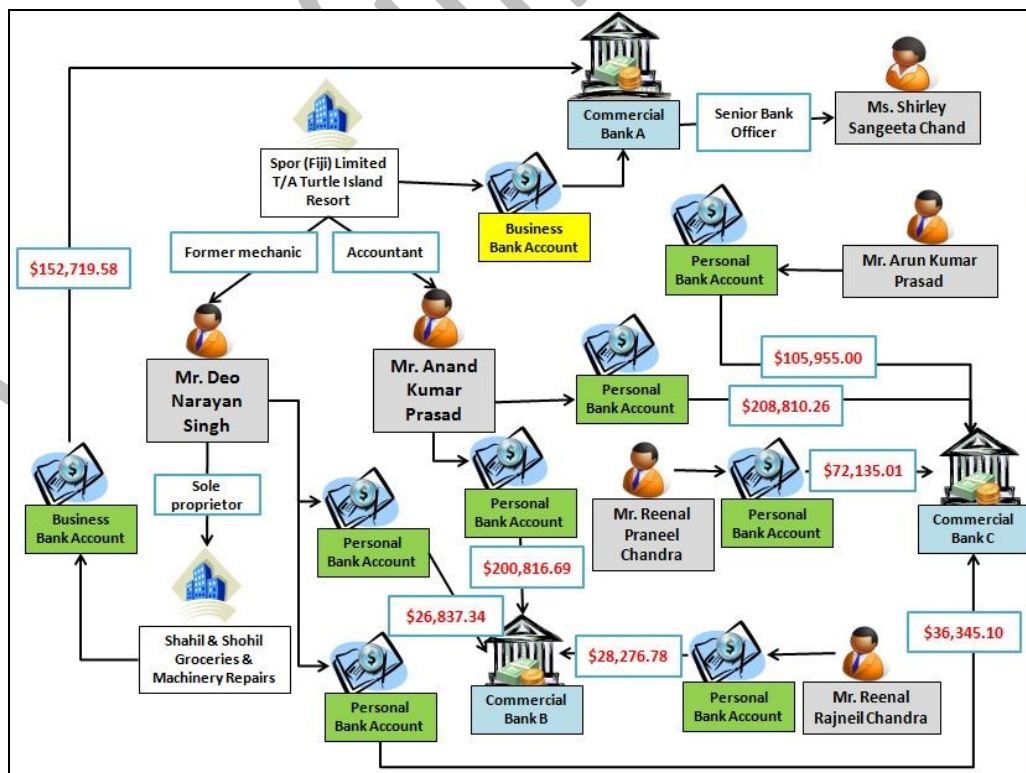 Commercial
Bank A
Senior Bank
Officer
Ms. Shirley
Sangeeta Chand
Spor (Fiji) Limited
T/A Turtle Island
Resort
Business
Bank Account
$152,719.58
Former mechanic
Accountant
Personal
Bank Account
Mr. Arun Kumar
Prasad
Mr. Deo
Narayan
Singh
Mr. Anand
Kumar
Prasad
$105,955.00
Personal
Bank Account
$208,810.26
Business
Bank Account
Sole
proprietor
Personal
Bank Account
Personal
Bank Account
Mr. Reenal
Praneel
Chandra
$72,135.01
Personal
Bank Account
Commercial
Bank C
$200,816.69
$26,837.34
$36,345.10
Shahil & Shohil
Groceries &
Machinery Repairs
$28,276.78
Personal
Bank Account
Commercial
Bank B
Personal
Bank Account
Mr. Reenal
Rajneil Chandra